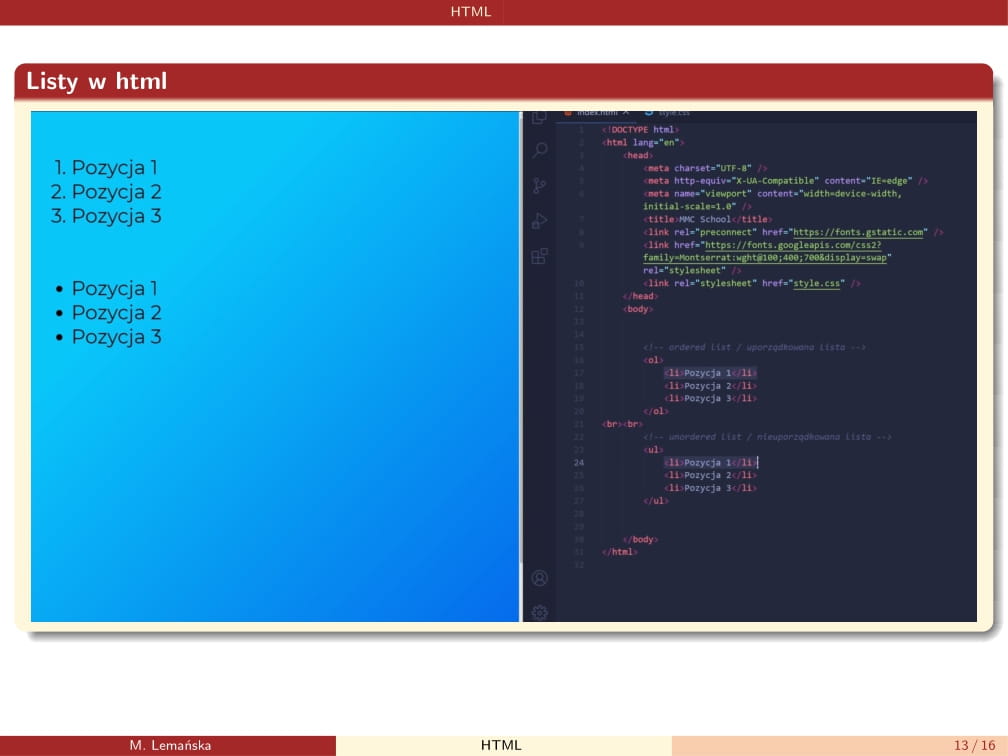 HTML
Listy w html
1. Pozycja 1
2. Pozycja 2
3. Pozycja 3
• Pozycja 1
• Pozycja 2
• Pozycja 3
index.html × style.css
1 <!DOCTYPE html>
2 <html lang="en">
3 <head>
4 <meta charset="UTF-8" />
5 <meta http-equiv="X-UA-Compatible" content="IE=edge" />
6 <meta name="viewport" content="width=device-width,
initial-scale=1.0" />
7 <title>MMC School</title>
8 <link rel="preconnect" href="https://fonts.gstatic.com" />
9 <link href="https://fonts.googleapis.com/css2?
family=Montserrat:wght@100;400;700&display=swap"
rel="stylesheet" />
10 <link rel="stylesheet" href="style.css" />
11 </head>
12 <body>
13
14
15 <!-- ordered list / uporządkowana lista -->
16 <ol>
17 <li>Pozycja 1</li>
18 <li>Pozycja 2</li>
19 <li>Pozycja 3</li>
20 </ol>
21 <br><br>
22 <!-- unordered list / nieuporządkowana lista -->
23 <ul>
24 <li>Pozycja 1</li>
25 <li>Pozycja 2</li>
26 <li>Pozycja 3</li>
27 </ul>
28
29
30 </body>
31 </html>
32
M. Lemańska
HTML
13 / 16